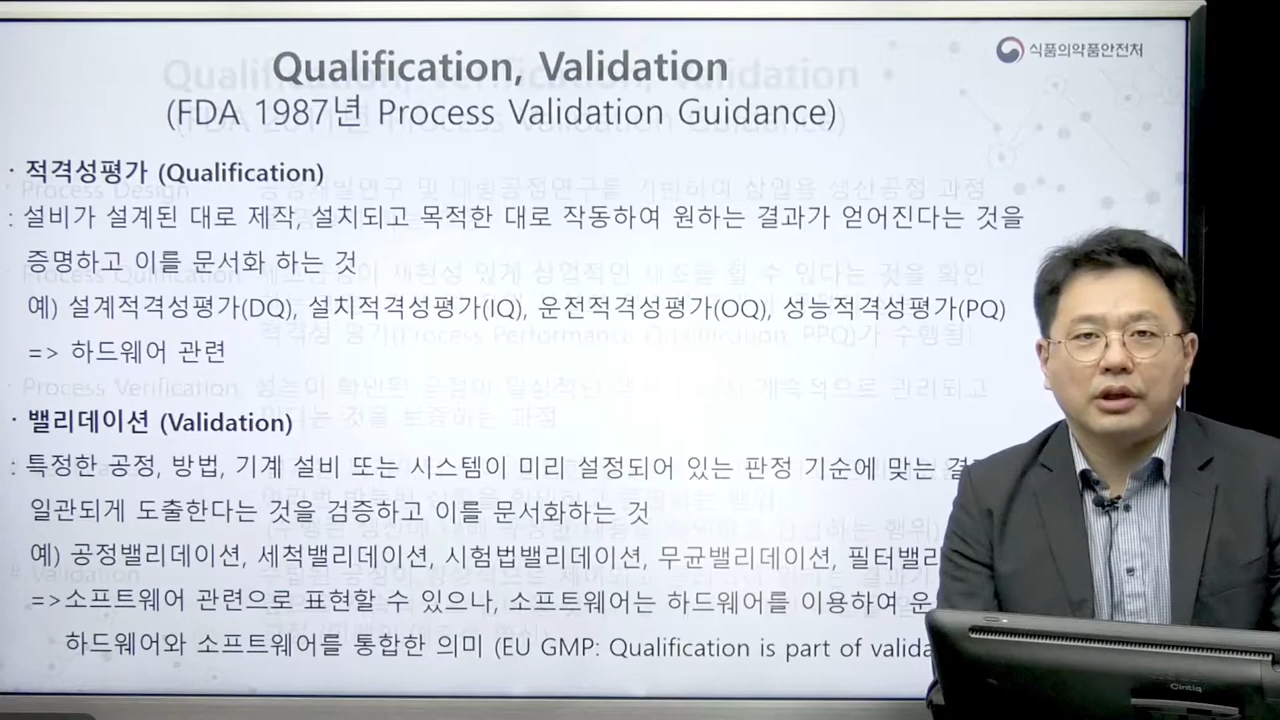 식품의약품안전처
Qualification, Validation
(FDA 1987년 Process Validation Guidance)
· 적격성평가 (Qualification)
: 설비가 설계된 대로 제작, 설치되고 목적한 대로 작동하여 원하는 결과가 얻어진다는 것을
증명하고 이를 문서화 하는 것
예) 설계적격성평가(DQ), 설치적격성평가(IQ), 운전적격성평가(OQ), 성능적격성평가(PQ)
=> 하드웨어 관련
· 밸리데이션 (Validation)
: 특정한 공정, 방법, 기계 설비 또는 시스템이 미리 설정되어 있는 판정 기준에 맞는
일관되게 도출한다는 것을 검증하고 이를 문서화하는 것
예) 공정밸리데이션, 세척밸리데이션, 시험법밸리데이션, 무균밸리데이션, 필터밸리
=>소프트웨어 관련으로 표현할 수 있으나, 소프트웨어는 하드웨어를 이용하여
하드웨어와 소프트웨어를 통합한 의미 (EU GMP: Qualification is part of valida
Cintiq